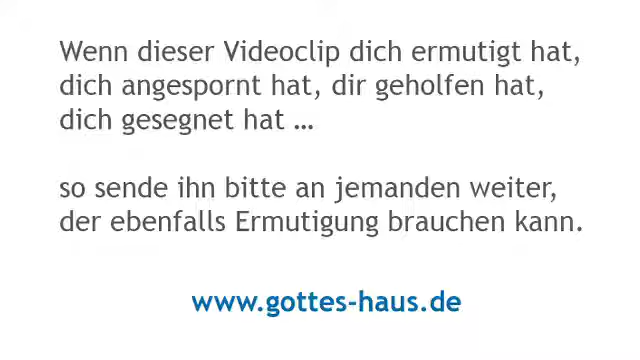 Wenn dieser Videoclip dich ermutigt hat,
dich angespornt hat, dir geholfen hat,
dich gesegnet hat ...
so sende ihn bitte an jemanden weiter,
der ebenfalls Ermutigung brauchen kann.
www.gottes-haus.de